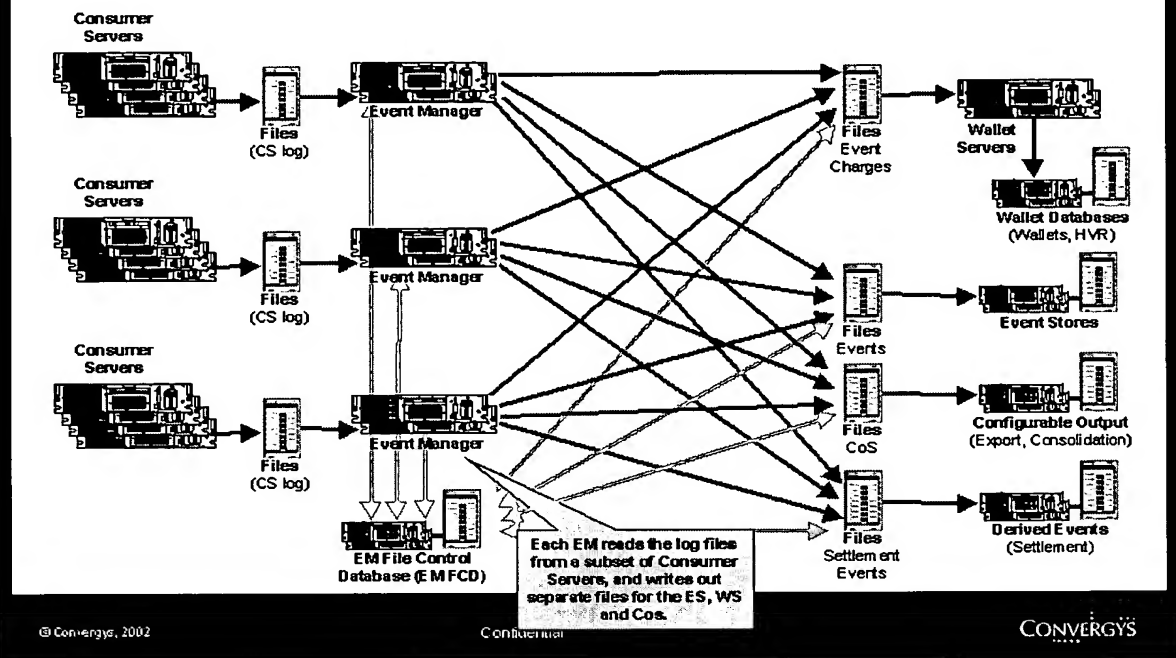 Consumer
Servers
Files
(CS log)
Event Manager
Files
Event
Charges
Wallet
Servers
Wallet Databases
(Wallets, HVR)
Consumer
Servers
Files
(CS log)
Event Manager
Files
Events
Event Stores
Consumer
Servers
Files
(CS log)
Event Manager
Files
CoS
Configurable Output
(Export, Consolidation)
EM File Control
Database (EM FCD)
Each EM reads the log files
from a subset of Consumer
Servers, and writes out
separate files for the ES, WS
and Cos.
Files
Settlement
Events
Derived Events
(Settlement)
© Convergys, 2002
Confidential
CONVERGYS